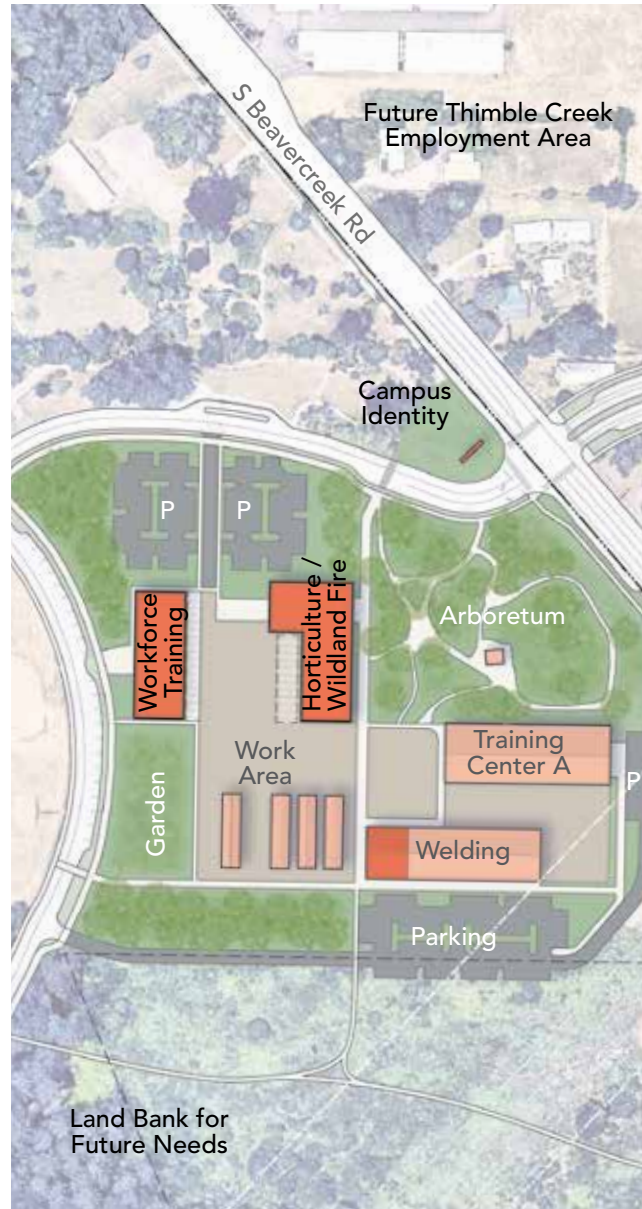 Future Thimble Creek
Employment Area
S Beavercreek Rd
Campus
Identity
P
P
Workforce
Training
Horticulture /
Wildland Fire
Arboretum
Work
Area
Training
Center A
P
Garden
Welding
Parking
Land Bank for
Future Needs